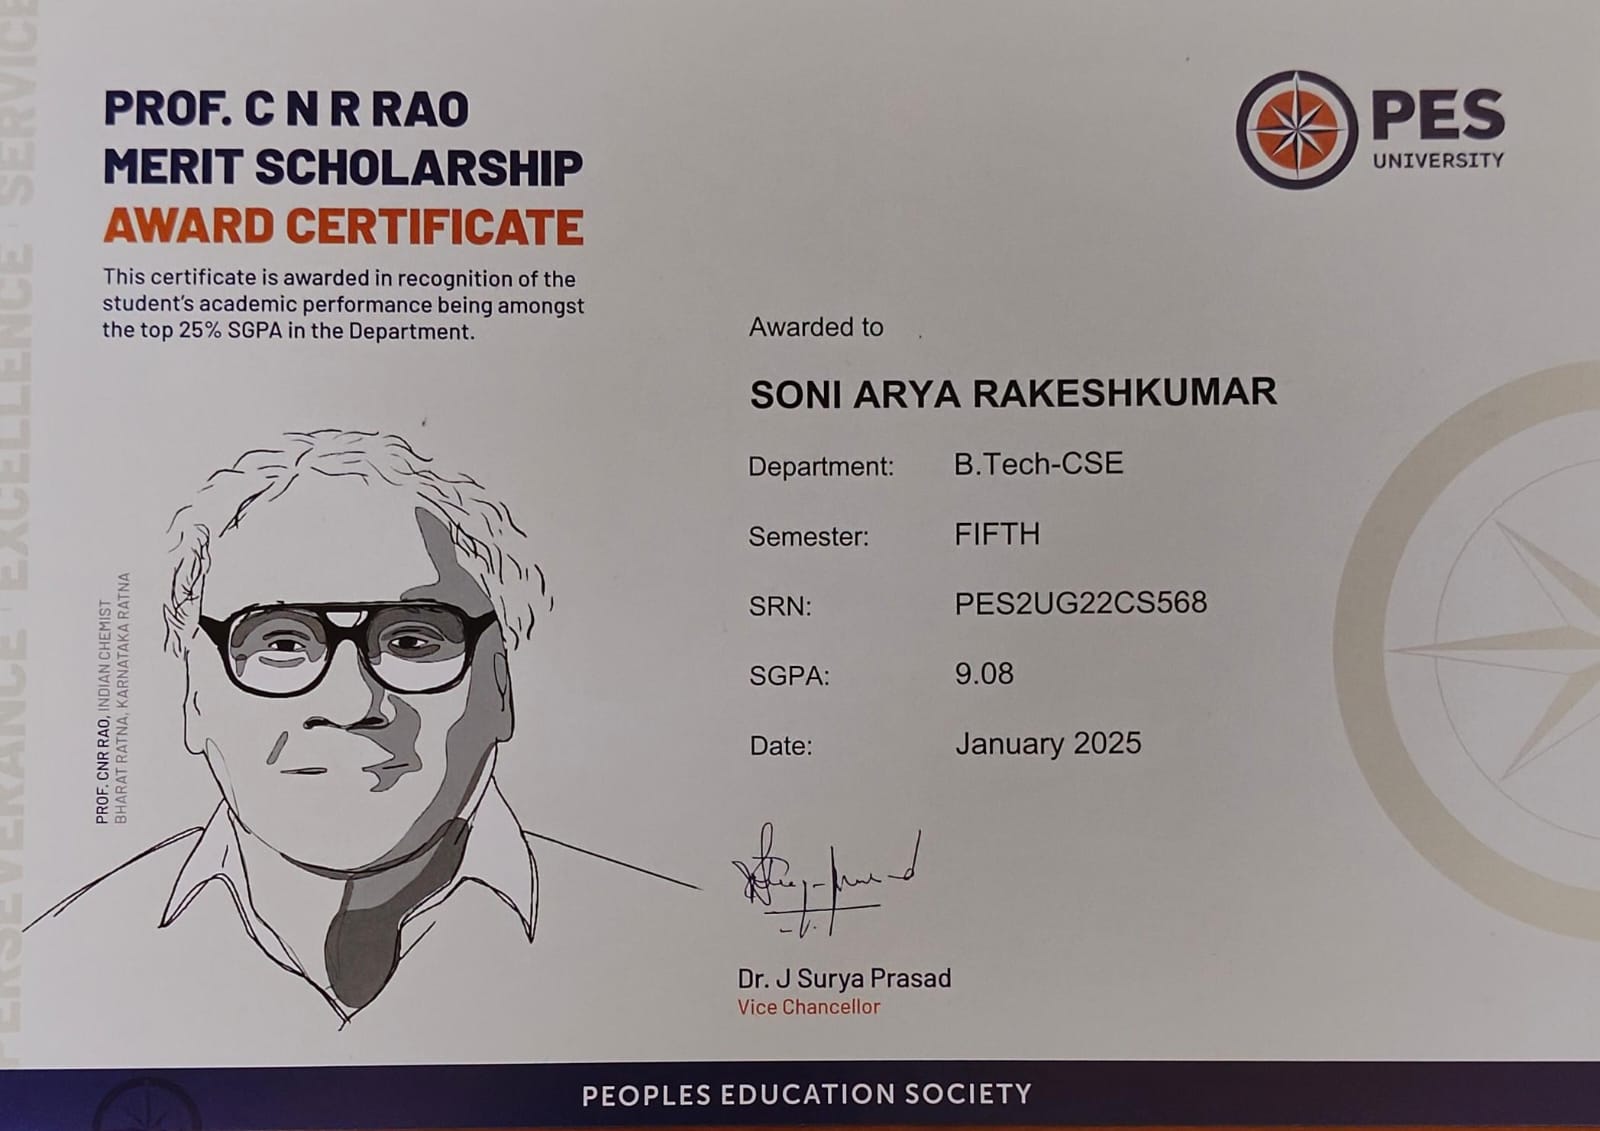 PROF. C N R RAO
MERIT SCHOLARSHIP
AWARD CERTIFICATE
This certificate is awarded in recognition of the
student's academic performance being amongst
the top 25% SGPA in the Department.
PES
UNIVERSITY
Awarded to
SONI ARYA RAKESHKUMAR
Department: B.Tech-CSE
Semester: FIFTH
SRN: PES2UG22CS568
SGPA: 9.08
Date: January 2025
PROF. CNR RAO, INDIAN CHEMIST
BHARAT RATNA, KARNATAKA RATNA
PERSEVERANCE EXCELLENCE SERVICE
Dr. J Surya Prasad
Vice Chancellor
PEOPLES EDUCATION SOCIETY